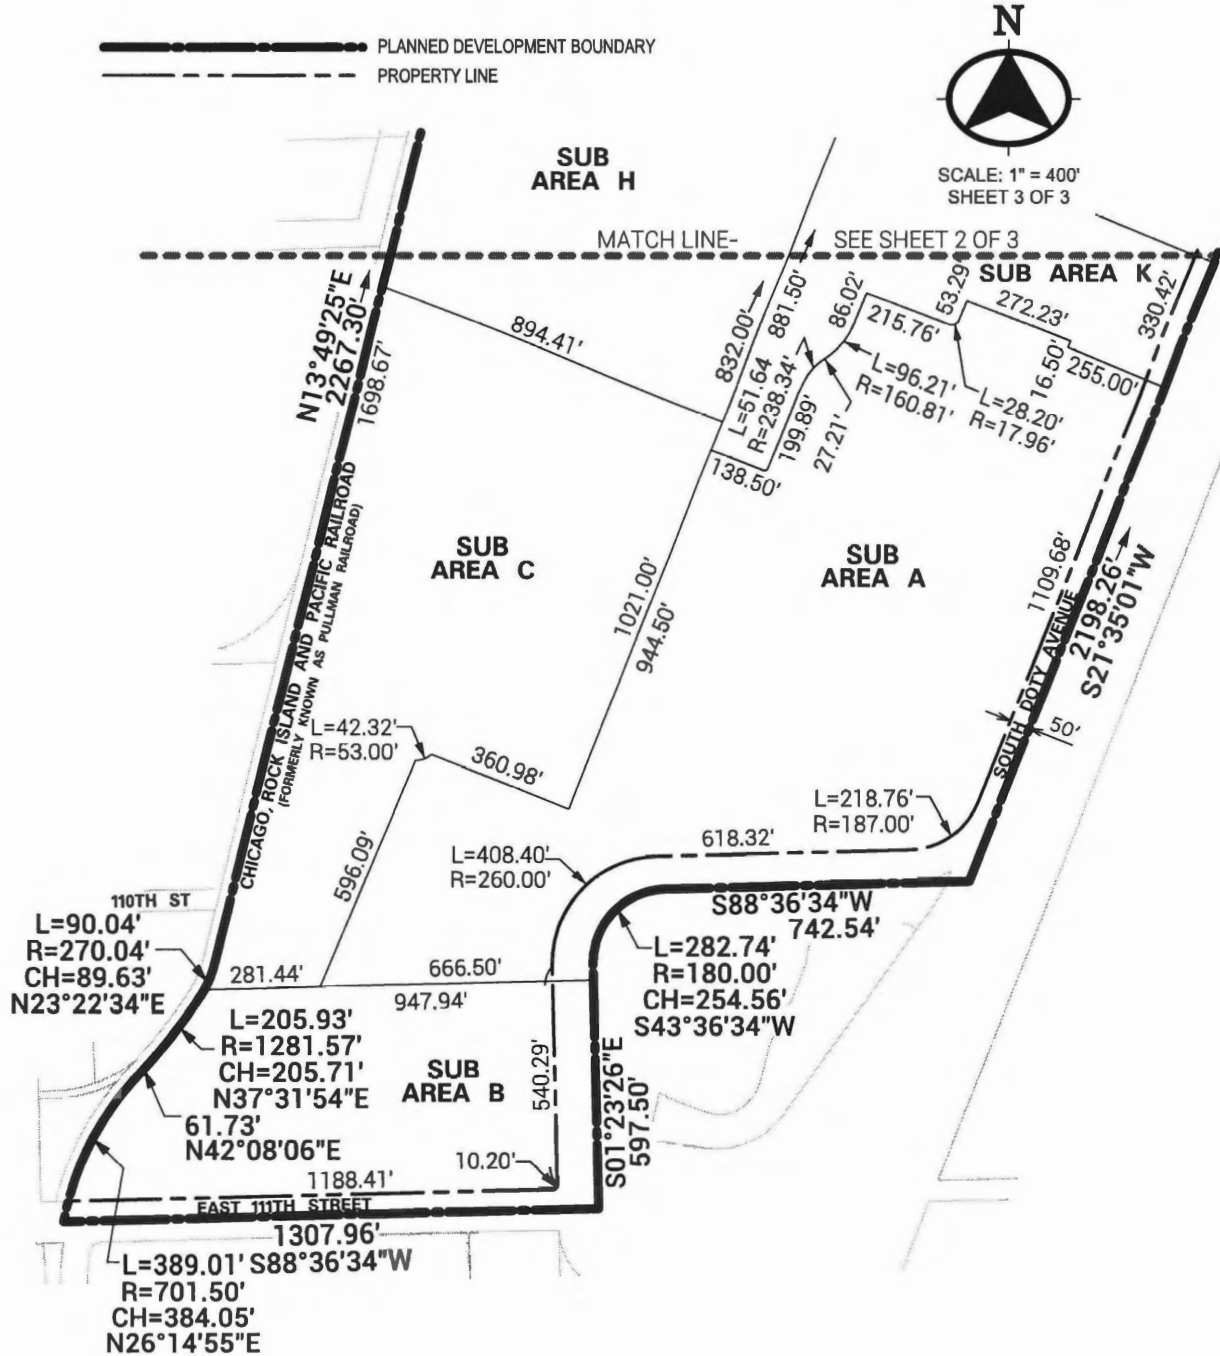 PLANNED DEVELOPMENT BOUNDARY
PROPERTY LINE
N
SCALE: 1" = 400'
SHEET 3 OF 3
SUB
AREA H
MATCH LINE-
SEE SHEET 2 OF 3
SUB AREA K
N13°49'25"E
2267.30'
1698.67'
894.41'
832.00'
881.50'
86.02'
215.76'
53.29'
272.23'
16.50'
255.00'
330.42'
L=51.64
R=238.34'
199.89'
27.21'
L=96.21'
R=160.81'
L=28.20'
R=17.96'
138.50'
SUB
AREA C
SUB
AREA A
1021.00'
944.50'
1109.68'
2198.26'
S21°35'01"W
SOUTH DOTY AVENUE
50'
CHICAGO, ROCK ISLAND AND PACIFIC RAILROAD
(FORMERLY KNOWN AS PULLMAN RAILROAD)
L=42.32'
R=53.00'
360.98'
596.09'
L=218.76'
R=187.00'
618.32'
L=408.40'
R=260.00'
S88°36'34"W
742.54'
110TH ST
L=90.04'
R=270.04'
CH=89.63'
N23°22'34"E
281.44'
666.50'
947.94'
L=282.74'
R=180.00'
CH=254.56'
S43°36'34"W
L=205.93'
R=1281.57'
CH=205.71'
N37°31'54"E
61.73'
N42°08'06"E
SUB
AREA B
540.29'
S01°23'26"E
597.50'
10.20'
1188.41'
EAST 111TH STREET
1307.96'
S88°36'34"W
L=389.01'
R=701.50'
CH=384.05'
N26°14'55"E